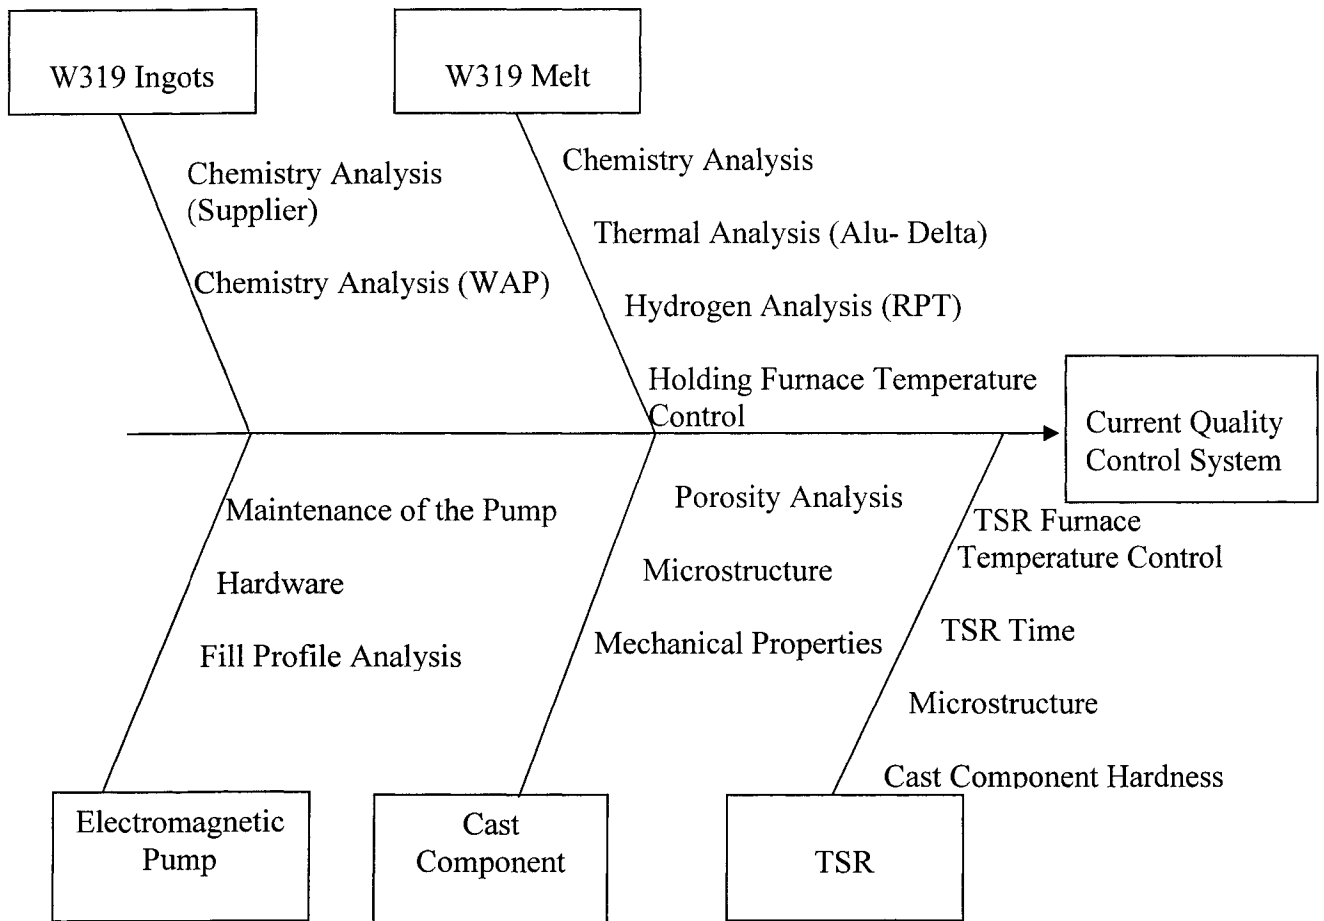 W319 Ingots
W319 Melt
Chemistry Analysis
(Supplier)
Chemistry Analysis (WAP)
Chemistry Analysis
Thermal Analysis (Alu- Delta)
Hydrogen Analysis (RPT)
Holding Furnace Temperature
Control
Current Quality
Control System
Maintenance of the Pump
Hardware
Fill Profile Analysis
Porosity Analysis
Microstructure
Mechanical Properties
TSR Furnace
Temperature Control
TSR Time
Microstructure
Cast Component Hardness
Electromagnetic
Pump
Cast
Component
TSR